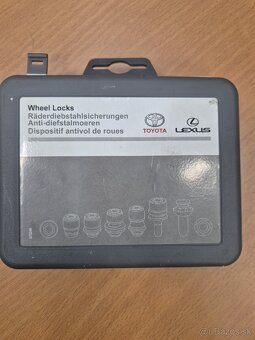 Wheel Locks
Räderdiebstahlsicherungen
Anti-diefstalmoeren
Dispositif antivol de roues
TOYOTA
LEXUS